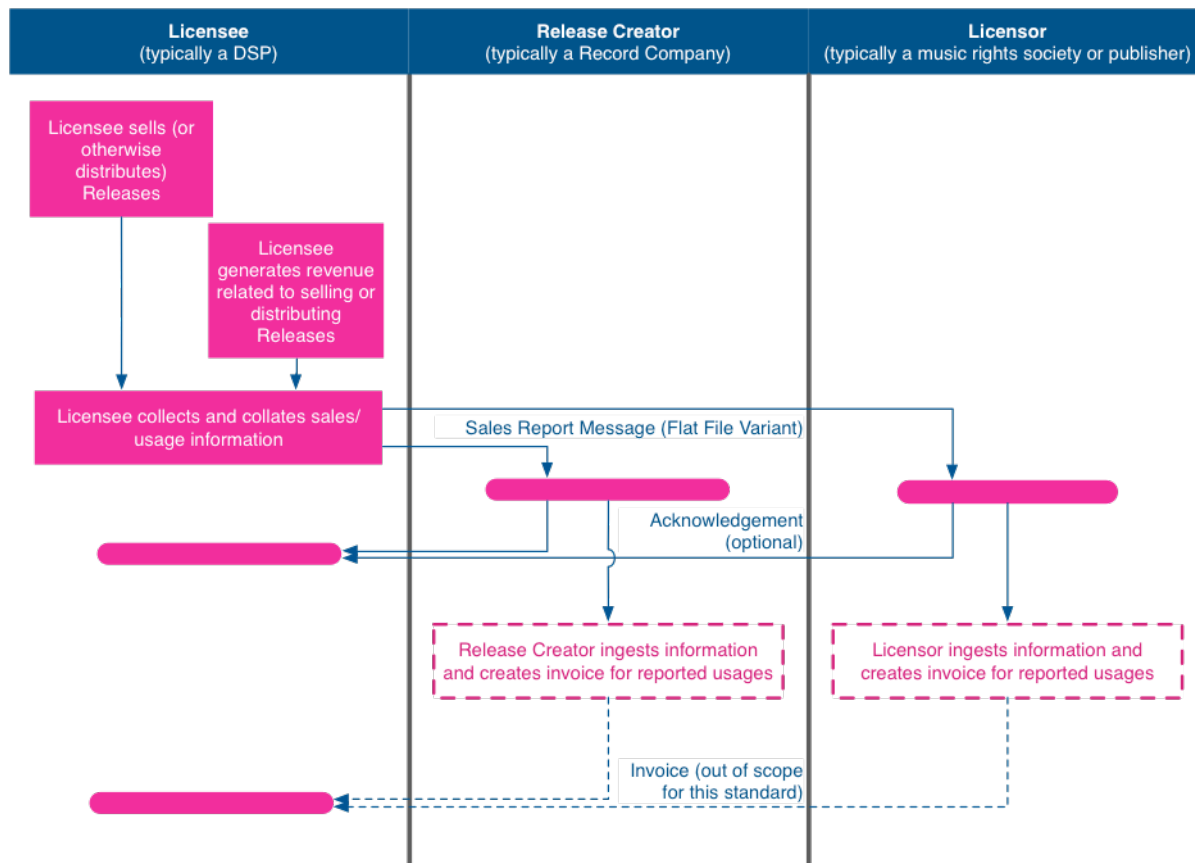 Licensee
(typically a DSP)
Release Creator
(typically a Record Company)
Licensor
(typically a music rights society or publisher)
Licensee sells (or
otherwise
distributes)
Releases
Licensee
generates revenue
related to selling or
distributing
Releases
Licensee collects and collates sales/
usage information
Sales Report Message (Flat File Variant)
Acknowledgement
(optional)
Release Creator ingests information
and creates invoice for reported usages
Licensor ingests information and
creates invoice for reported usages
Invoice (out of scope
for this standard)